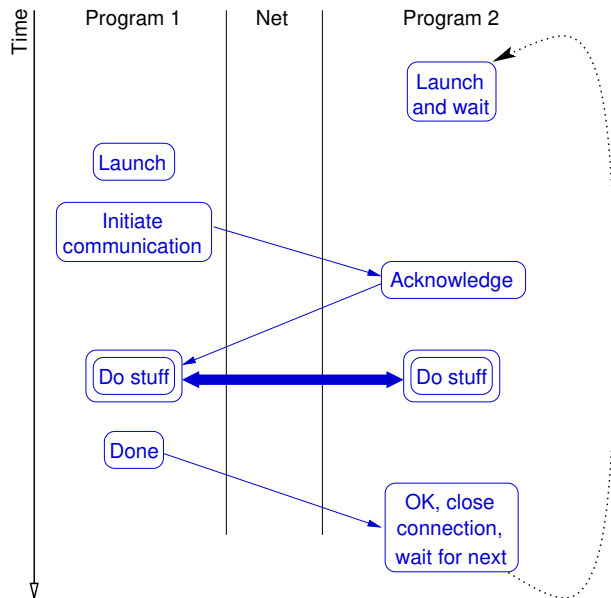 Time
Program 1
Net
Program 2
Launch
and wait
Launch
Initiate
communication
Acknowledge
Do stuff
Do stuff
Done
OK, close
connection,
wait for next